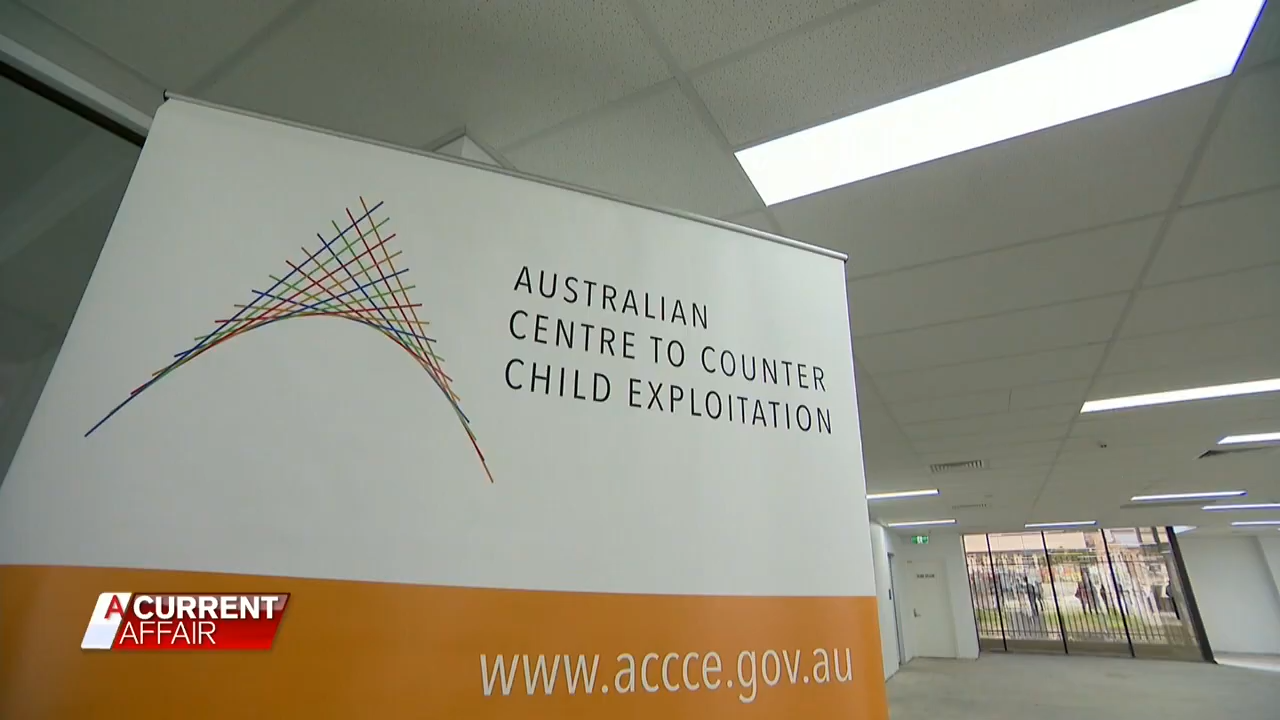 AUSTRALIAN
CENTRE TO COUNTER
CHILD EXPLOITATION
A CURRENT
AFFAIR
www.accce.gov.au